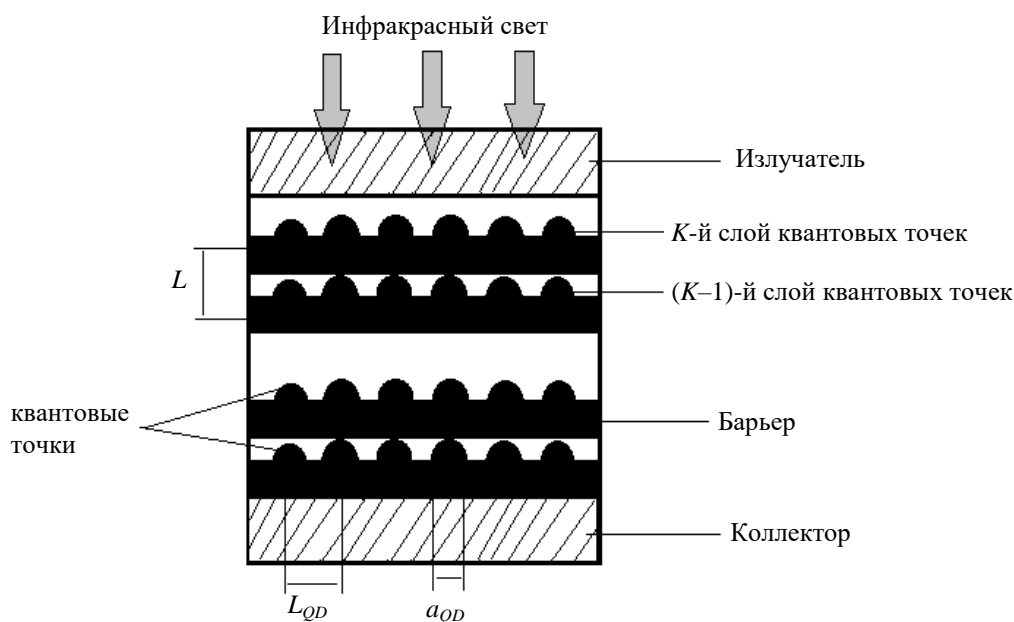 Инфракрасный свет
Излучатель
K-й слой квантовых точек
L
(K–1)-й слой квантовых точек
квантовые
точки
Барьер
Коллектор
L_QD
a_QD